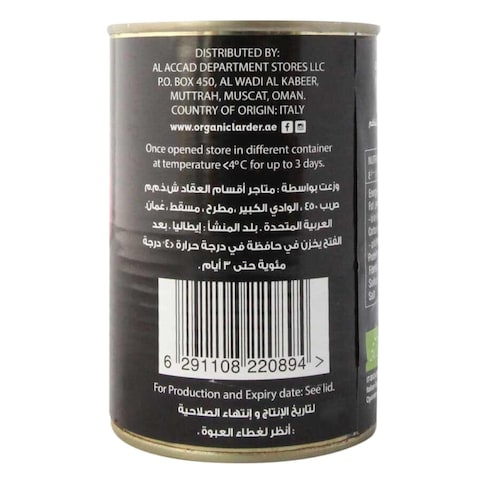 DISTRIBUTED BY:
AL ACCAD DEPARTMENT STORES LLC
P.O. BOX 450, AL WADI AL KABEER,
MUTTRAH, MUSCAT, OMAN.
COUNTRY OF ORIGIN: ITALY
www.organiclarder.ae
Once opened store in different container
at temperature <4°C for up to 3 days.
وزعت بواسطة : متاجر أقسام العقاد ش.ذ.م.م
ص.ب ٤٥٠، الوادي الكبير ,مطرح ، مسقط، عُمان.
العربية المتحدة. بلد المنشأ: إيطاليا . بعد
الفتح يخزن في حافظة في درجة حرارة <٤ درجة
مئوية حتى ٣ أيام .
6 291108 220894 >
For Production and Expiry date: See lid.
لتاريخ الإنتاج و إنتهاء الصلاحية
: أنظر لغطاء العبوة .
Salt